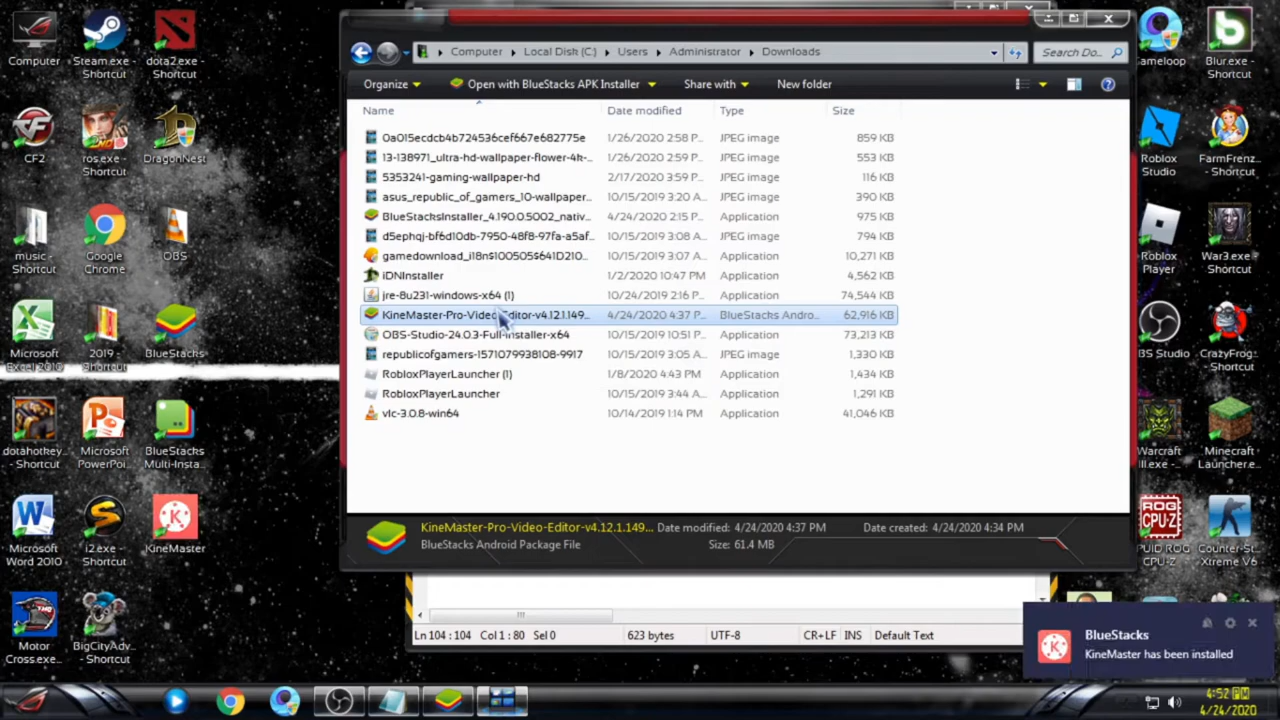 Computer
Steam.exe - Shortcut
dota2.exe - Shortcut
CF2
ros.exe - Shortcut
DragonNest
music - Shortcut
Google Chrome
OBS
Microsoft Excel 2010
2019 - Shortcut
BlueStacks
dotahotkey... - Shortcut
Microsoft PowerPoi...
BlueStacks Multi-Insta...
Microsoft Word 2010
i2.exe - Shortcut
KineMaster
Motor Cross.exe...
BigCityAdv... - Shortcut
Computer
Local Disk (C:)
Users
Administrator
Downloads
Search Do...
Organize
Open with BlueStacks APK Installer
Share with
New folder
Name Date modified Type Size
0a015ecdcb4b724536cef667e682775e 1/26/2020 2:58 P... JPEG image 859 KB
13-138971_ultra-hd-wallpaper-flower-4k-... 1/26/2020 2:59 P... JPEG image 553 KB
5353241-gaming-wallpaper-hd 2/17/2020 3:59 P... JPEG image 116 KB
asus_republic_of_gamers_10-wallpaper... 10/15/2019 3:20 A... JPEG image 390 KB
BlueStacksInstaller_4.190.0.5002_nativ... 4/24/2020 2:15 P... Application 975 KB
d5ephqj-bf6d10db-7950-48f8-97fa-a5af... 10/15/2019 3:08 A... JPEG image 794 KB
gamedownload_i18n$100505$641D210... 10/15/2019 3:07 A... Application 10,271 KB
iDNInstaller 1/2/2020 10:47 PM Application 4,562 KB
jre-8u231-windows-x64 (1) 10/24/2019 2:16 P... Application 74,544 KB
KineMaster-Pro-Video-Editor-v4.12.1.149... 4/24/2020 4:37 P... BlueStacks Andro... 62,916 KB
OBS-Studio-24.0.3-Full-Installer-x64 10/15/2019 10:51 P... Application 73,213 KB
republicofgamers-1571079938108-9917 10/15/2019 3:05 A... JPEG image 1,330 KB
RobloxPlayerLauncher (1) 1/8/2020 4:43 PM Application 1,434 KB
RobloxPlayerLauncher 10/15/2019 3:44 A... Application 1,291 KB
vlc-3.0.8-win64 10/14/2019 1:14 PM Application 41,046 KB
KineMaster-Pro-Video-Editor-v4.12.1.149... Date modified: 4/24/2020 4:37 PM Date created: 4/24/2020 4:34 PM
BlueStacks Android Package File Size: 61.4 MB
Ln 104 : 104 Col 1 : 80 Sel 0 623 bytes UTF-8 CR+LF INS Default Text
Gameloop
Blur.exe - Shortcut
Roblox Studio
FarmFrenz... - Shortcut
Roblox Player
War3.exe - Shortcut
BS Studio
CrazyFrog... Shortcut
Warcraft III.exe -...
Minecraft Launcher.e...
ROG CPU-Z
PUID ROG CPU-Z
Counter-St... Xtreme V6
BlueStacks
KineMaster has been installed
4:52 PM
4/24/2020